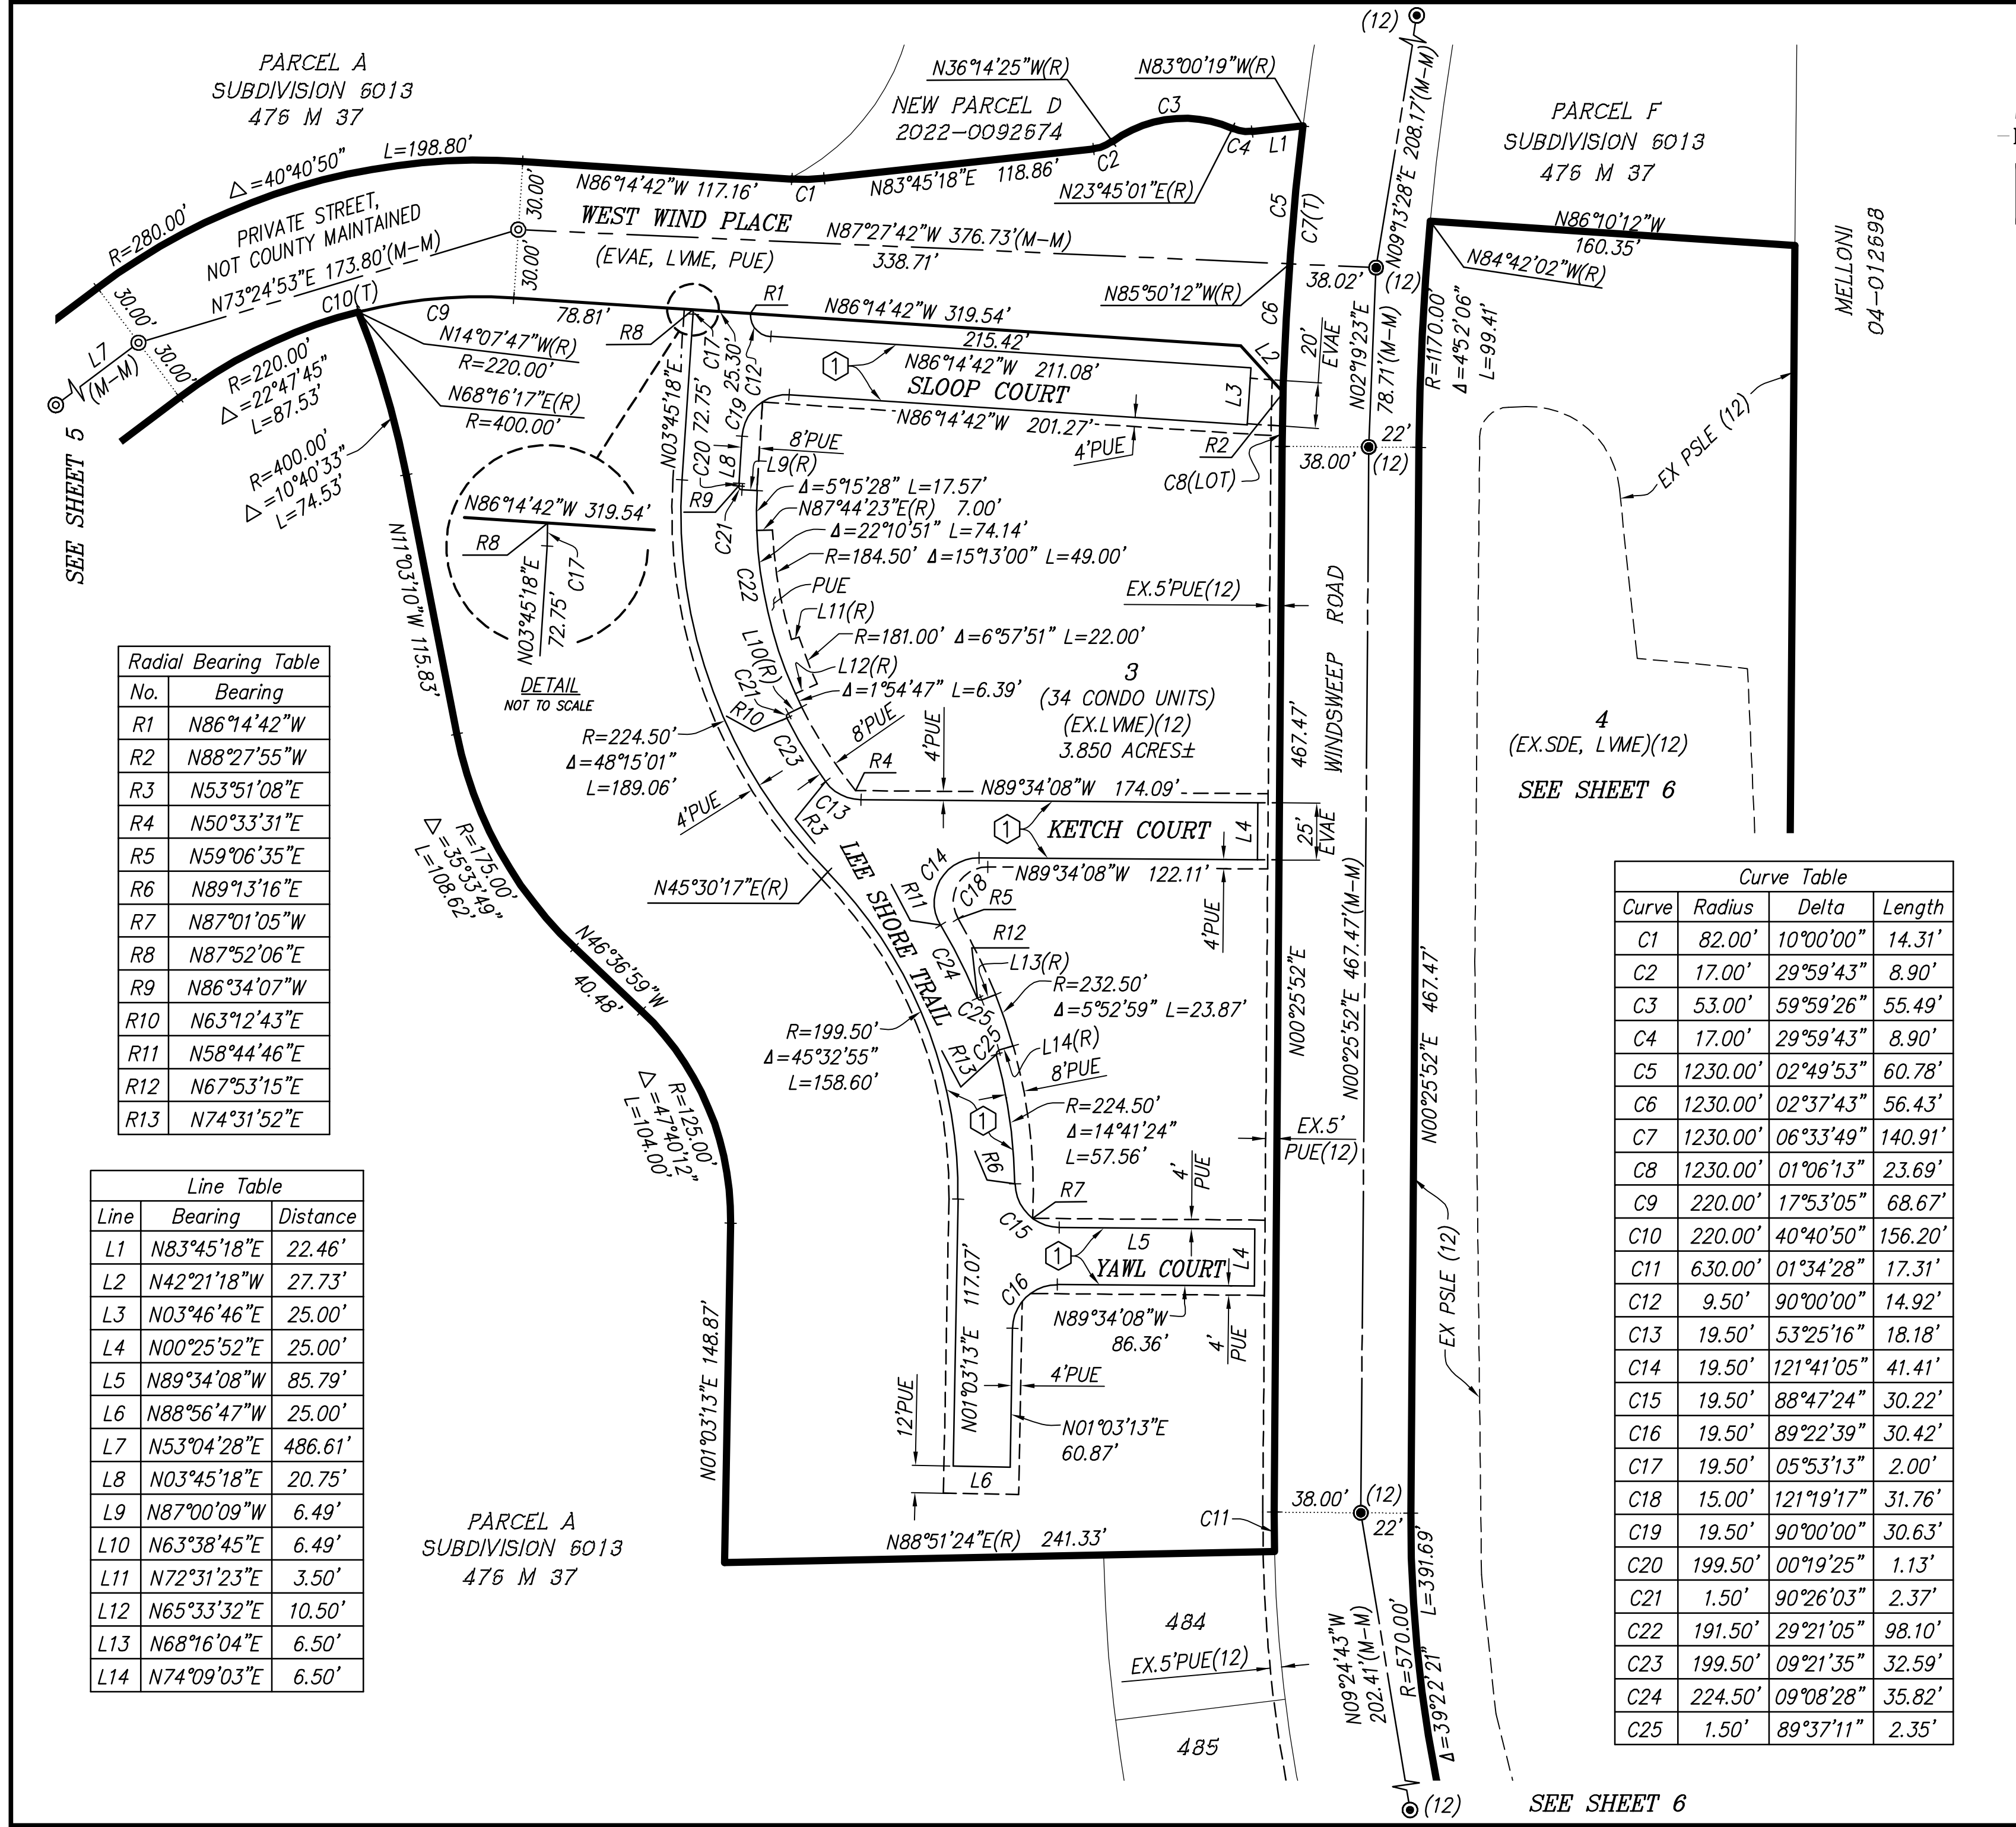 PARCEL A
SUBDIVISION 6013
476 M 37
L=198.80'
Δ=40°40'50"
R=280.00'
PRIVATE STREET,
NOT COUNTY MAINTAINED
N73°24'53"E 173.80'(M-M)
30.00'
30.00'
L7
(M-M)
SEE SHEET 5
C10(T)
C9
30.00'
30.00'
N86°14'42"W 117.16'
C1
N83°45'18"E 118.86'
C2
C3
C4
L1
N36°14'25"W(R)
N83°00'19"W(R)
NEW PARCEL D
2022-0092674
N23°45'01"E(R)
WEST WIND PLACE
(EVAE, LVME, PUE)
N87°27'42"W 376.73'(M-M)
338.71'
C5
C7(T)
N85°50'12"W(R)
38.02'
(12)
(12)
N09°13'28"E 208.17'(M-M)
PARCEL F
SUBDIVISION 6013
476 M 37
N86°10'12"W
160.35'
N84°42'02"W(R)
MELLONI
04-012698
R=1170.00'
Δ=4°52'06"
L=99.41'
EX PSLE (12)
C6
20'
EVAE
N02°19'23"E
78.71'(M-M)
L2
22'
(12)
38.00'
R2
C8(LOT)
78.81'
R8
C17
R1
N86°14'42"W 319.54'
215.42'
N86°14'42"W 211.08'
1
SLOOP COURT
L3
N86°14'42"W 201.27'
4'PUE
N14°07'47"W(R)
R=220.00'
N68°16'17"E(R)
R=400.00'
R=220.00'
Δ=22°47'45"
L=87.53'
R=400.00'
Δ=10°40'33"
L=74.53'
N03°45'18"E
72.75'
C20
C19
25.30'
C12
L8
8'PUE
L9(R)
R9
C21
Δ=5°15'28" L=17.57'
N87°44'23"E(R) 7.00'
Δ=22°10'51" L=74.14'
R=184.50' Δ=15°13'00" L=49.00'
PUE
L11(R)
R=181.00' Δ=6°57'51" L=22.00'
L12(R)
Δ=1°54'47" L=6.39'
C22
L10(R)
C21
R10
C23
8'PUE
R4
4'PUE
N86°14'42"W 319.54'
R8
C17
N03°45'18"E
72.75'
DETAIL
NOT TO SCALE
N11°03'10"W 115.83'
R=224.50'
Δ=48°15'01"
L=189.06'
4'PUE
3
(34 CONDO UNITS)
(EX.LVME)(12)
3.850 ACRES±
EX.5'PUE(12)
467.47'
WINDSWEEP ROAD
4
(EX.SDE, LVME)(12)
SEE SHEET 6
N89°34'08"W 174.09'
C13
R3
1
KETCH COURT
L4
25'
EVAE
N89°34'08"W 122.11'
4'PUE
C14
C18
R11
R5
N45°30'17"E(R)
LEE SHORE TRAIL
R12
L13(R)
C24
R=232.50'
Δ=5°52'59" L=23.87'
C25
C25
L14(R)
8'PUE
R13
R=175.00'
Δ=35°33'49"
L=108.62'
N46°36'59"W
40.48'
R=125.00'
Δ=47°40'12"
L=104.00'
R=199.50'
Δ=45°32'55"
L=158.60'
1
R=224.50'
Δ=14°41'24"
L=57.56'
R6
R7
N00°25'52"E
N00°25'52"E 467.47'(M-M)
N00°25'52"E 467.47'
EX.5'
PUE(12)
4'
PUE
C15
1
L5
YAWL COURT
L4
C16
N89°34'08"W
86.36'
4'
PUE
EX PSLE (12)
4'PUE
12'PUE
N01°03'13"E 117.07'
N01°03'13"E
60.87'
L6
N01°03'13"E 148.87'
N88°51'24"E(R) 241.33'
C11
38.00'
(12)
22'
PARCEL A
SUBDIVISION 6013
476 M 37
484
EX.5'PUE(12)
485
N09°24'43"W
202.41'(M-M)
R=570.00'
L=391.69'
Δ=39°22'21"
(12)
SEE SHEET 6
Radial Bearing Table
No. Bearing
R1 N86°14'42"W
R2 N88°27'55"W
R3 N53°51'08"E
R4 N50°33'31"E
R5 N59°06'35"E
R6 N89°13'16"E
R7 N87°01'05"W
R8 N87°52'06"E
R9 N86°34'07"W
R10 N63°12'43"E
R11 N58°44'46"E
R12 N67°53'15"E
R13 N74°31'52"E
Line Table
Line Bearing Distance
L1 N83°45'18"E 22.46'
L2 N42°21'18"W 27.73'
L3 N03°46'46"E 25.00'
L4 N00°25'52"E 25.00'
L5 N89°34'08"W 85.79'
L6 N88°56'47"W 25.00'
L7 N53°04'28"E 486.61'
L8 N03°45'18"E 20.75'
L9 N87°00'09"W 6.49'
L10 N63°38'45"E 6.49'
L11 N72°31'23"E 3.50'
L12 N65°33'32"E 10.50'
L13 N68°16'04"E 6.50'
L14 N74°09'03"E 6.50'
Curve Table
Curve Radius Delta Length
C1 82.00' 10°00'00" 14.31'
C2 17.00' 29°59'43" 8.90'
C3 53.00' 59°59'26" 55.49'
C4 17.00' 29°59'43" 8.90'
C5 1230.00' 02°49'53" 60.78'
C6 1230.00' 02°37'43" 56.43'
C7 1230.00' 06°33'49" 140.91'
C8 1230.00' 01°06'13" 23.69'
C9 220.00' 17°53'05" 68.67'
C10 220.00' 40°40'50" 156.20'
C11 630.00' 01°34'28" 17.31'
C12 9.50' 90°00'00" 14.92'
C13 19.50' 53°25'16" 18.18'
C14 19.50' 121°41'05" 41.41'
C15 19.50' 88°47'24" 30.22'
C16 19.50' 89°22'39" 30.42'
C17 19.50' 05°53'13" 2.00'
C18 15.00' 121°19'17" 31.76'
C19 19.50' 90°00'00" 30.63'
C20 199.50' 00°19'25" 1.13'
C21 1.50' 90°26'03" 2.37'
C22 191.50' 29°21'05" 98.10'
C23 199.50' 09°21'35" 32.59'
C24 224.50' 09°08'28" 35.82'
C25 1.50' 89°37'11" 2.35'